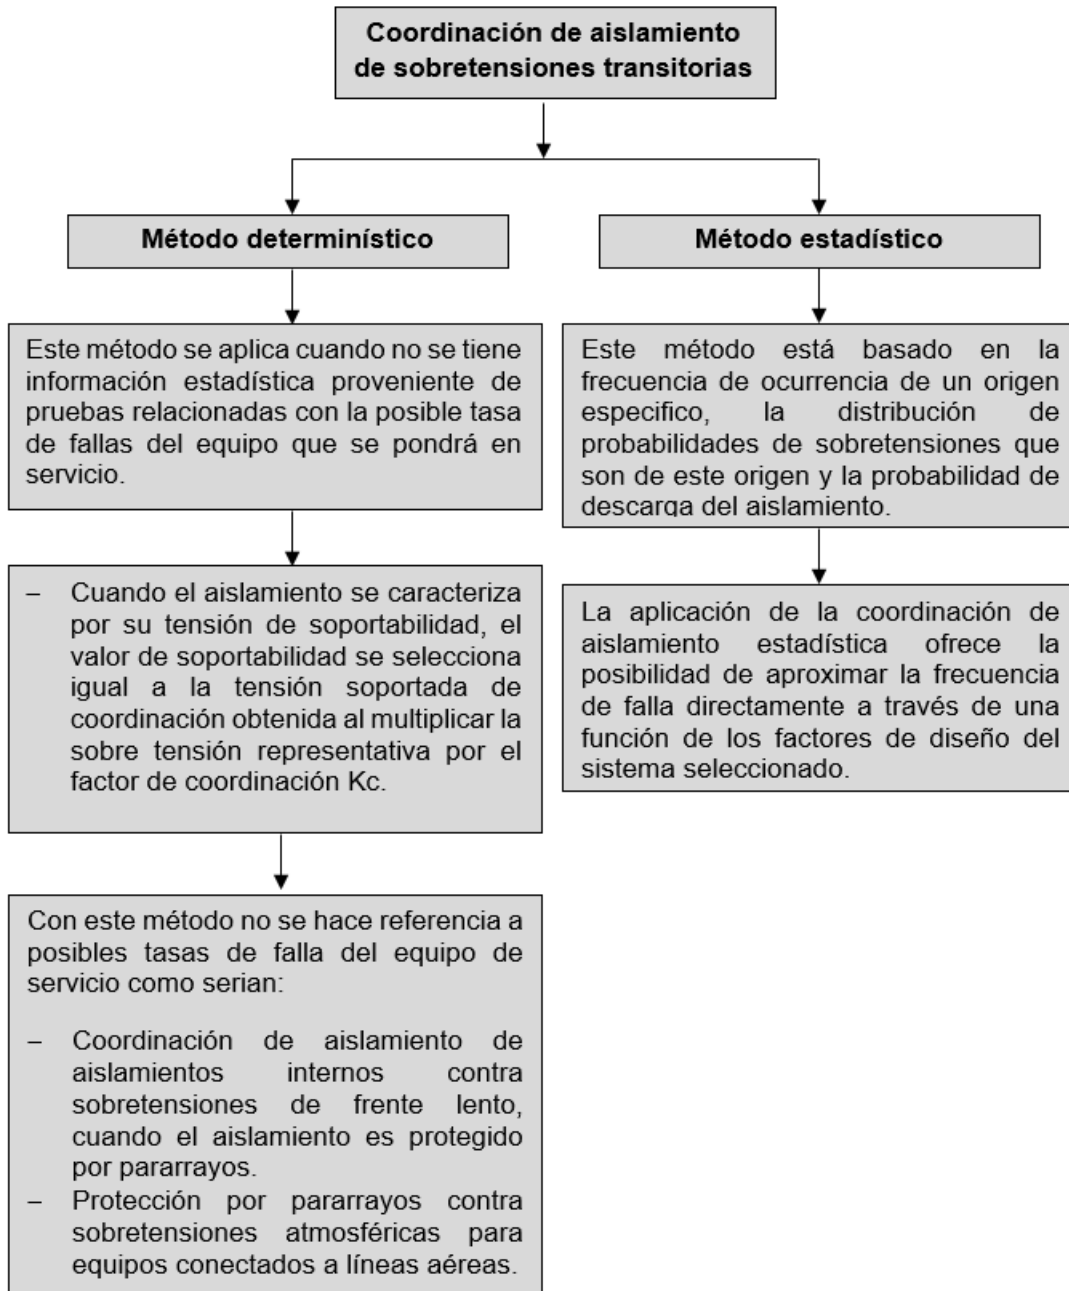 Coordinación de aislamiento
de sobretensiones transitorias
Método determinístico
Este método se aplica cuando no se tiene
información estadística proveniente de
pruebas relacionadas con la posible tasa
de fallas del equipo que se pondrá en
servicio.
– Cuando el aislamiento se caracteriza
por su tensión de soportabilidad, el
valor de soportabilidad se selecciona
igual a la tensión soportada de
coordinación obtenida al multiplicar la
sobre tensión representativa por el
factor de coordinación Kc.
Con este método no se hace referencia a
posibles tasas de falla del equipo de
servicio como serian:
– Coordinación de aislamiento de
aislamientos internos contra
sobretensiones de frente lento,
cuando el aislamiento es protegido
por pararrayos.
– Protección por pararrayos contra
sobretensiones atmosféricas para
equipos conectados a líneas aéreas.
Método estadístico
Este método está basado en la
frecuencia de ocurrencia de un origen
especifico, la distribución de
probabilidades de sobretensiones que
son de este origen y la probabilidad de
descarga del aislamiento.
La aplicación de la coordinación de
aislamiento estadística ofrece la
posibilidad de aproximar la frecuencia
de falla directamente a través de una
función de los factores de diseño del
sistema seleccionado.